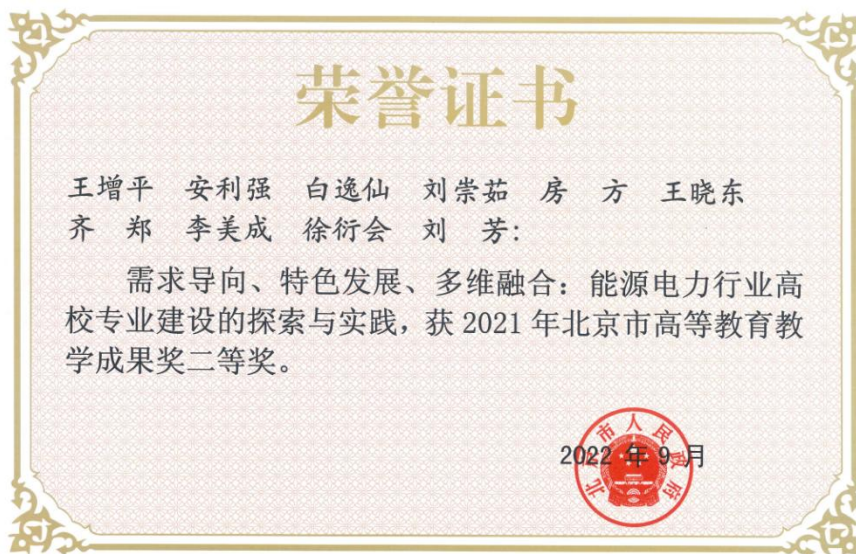 荣誉证书
王增平 安利强 白逸仙 刘崇茹 房 方 王晓东
齐 郑 李美成 徐衍会 刘 芳:
需求导向、特色发展、多维融合：能源电力行业高
校专业建设的探索与实践，获 2021 年北京市高等教育教
学成果奖二等奖。
北京市人民政府
2022 年 9 月